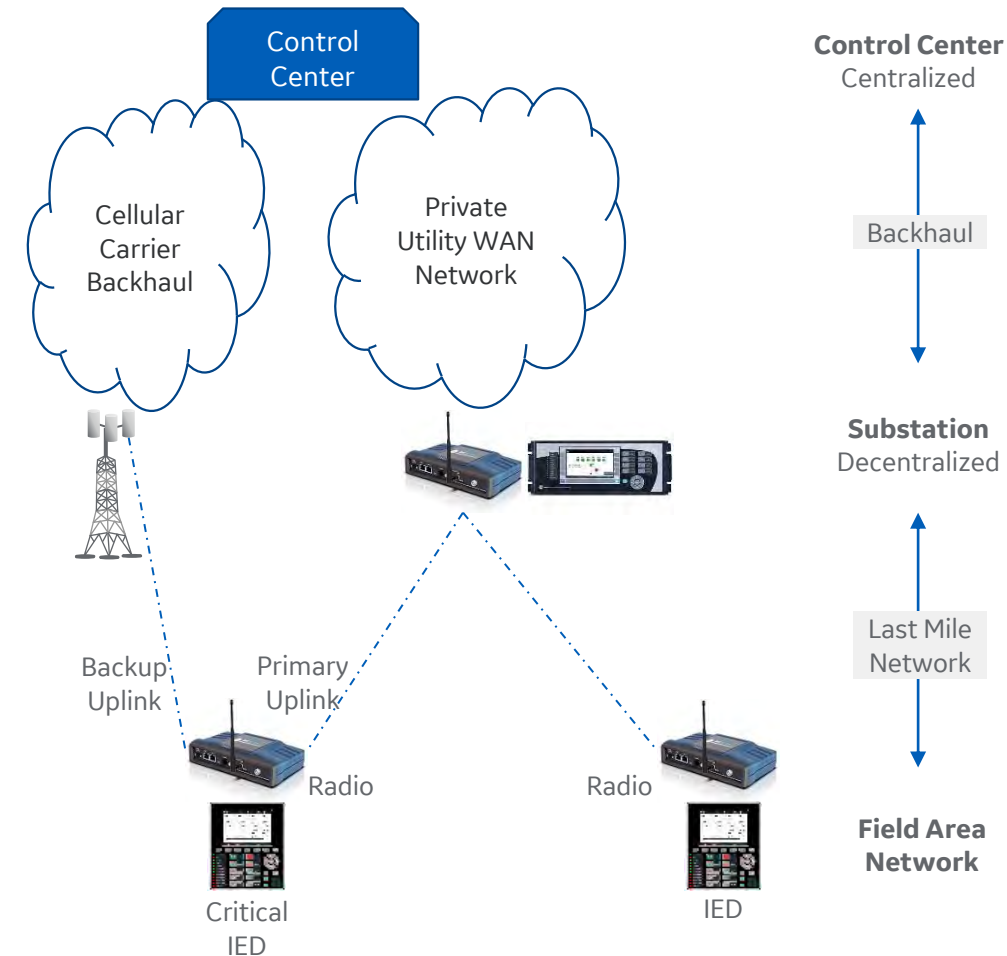 Control
Center
Control Center
Centralized
Cellular
Carrier
Backhaul
Private
Utility WAN
Network
Backhaul
Substation
Decentralized
Backup
Uplink
Primary
Uplink
Last Mile
Network
Radio
Radio
Critical
IED
IED
Field Area
Network